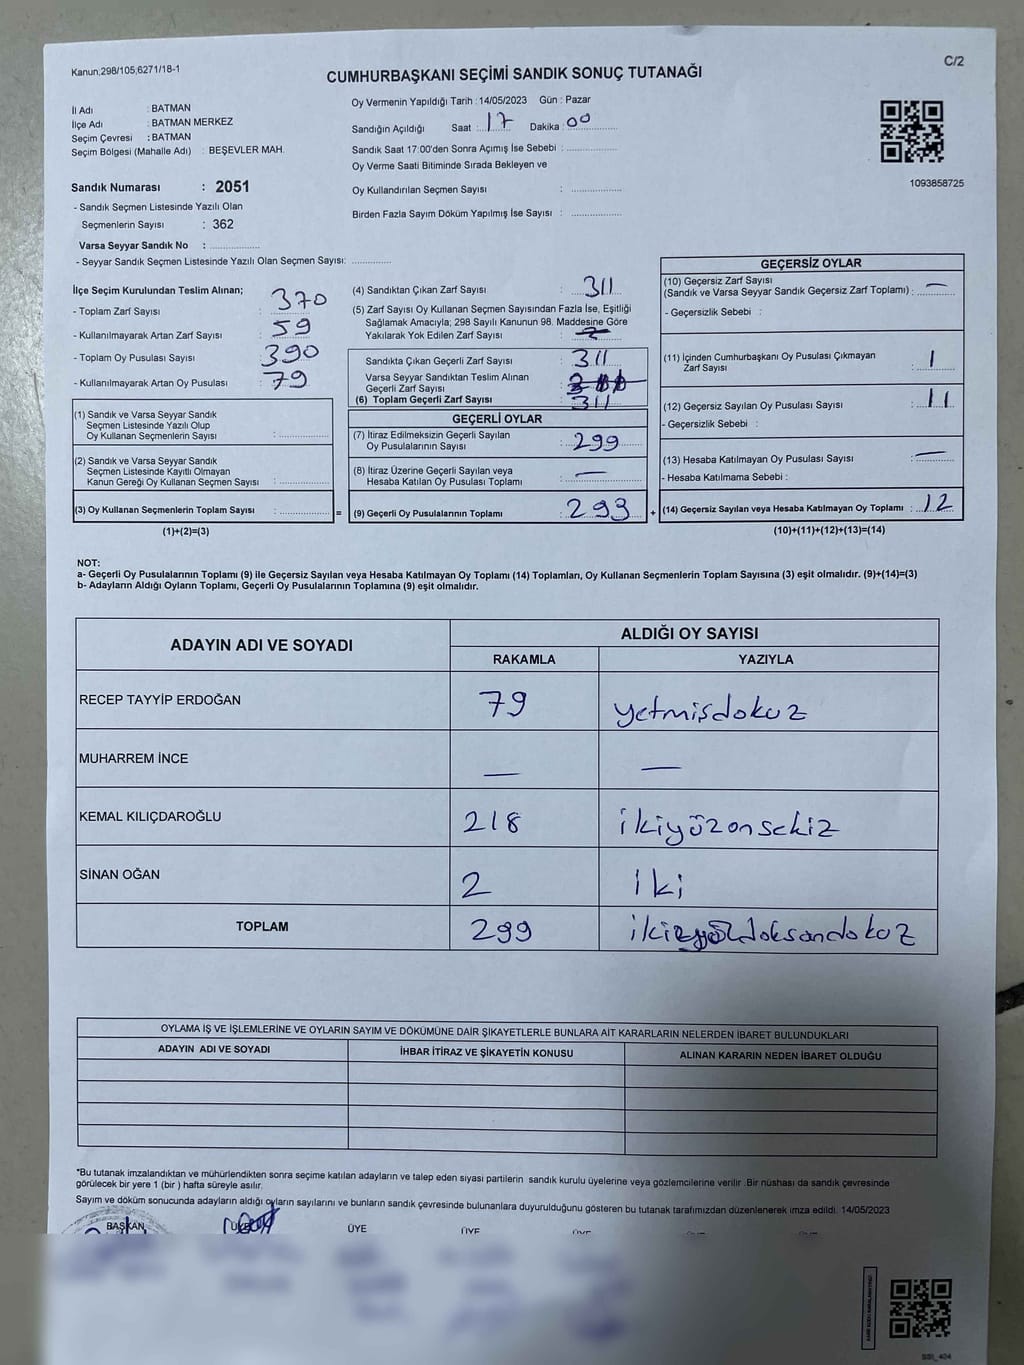 Kanun;298/105;6271/18-1
C/2
CUMHURBAŞKANI SEÇİMİ SANDIK SONUÇ TUTANAĞI
İl Adı : BATMAN
İlçe Adı : BATMAN MERKEZ
Seçim Çevresi : BATMAN
Seçim Bölgesi (Mahalle Adı) : BEŞEVLER MAH.
Sandık Numarası : 2051
- Sandık Seçmen Listesinde Yazılı Olan
Seçmenlerin Sayısı : 362
Varsa Seyyar Sandık No : ................
- Seyyar Sandık Seçmen Listesinde Yazılı Olan Seçmen Sayısı: ............
Oy Vermenin Yapıldığı Tarih : 14/05/2023 Gün : Pazar
Sandığın Açıldığı Saat : 17 Dakika : 00
Sandık Saat 17:00'den Sonra Açımış İse Sebebi : ................
Oy Verme Saati Bitiminde Sırada Bekleyen ve
Oy Kullandırılan Seçmen Sayısı : ................
Birden Fazla Sayım Döküm Yapılmış İse Sayısı : ................
1093858725
İlçe Seçim Kurulundan Teslim Alınan;
- Toplam Zarf Sayısı : 370
- Kullanılmayarak Artan Zarf Sayısı : 59
- Toplam Oy Pusulası Sayısı : 390
- Kullanılmayarak Artan Oy Pusulası : 79
(1) Sandık ve Varsa Seyyar Sandık
Seçmen Listesinde Yazılı Olup
Oy Kullanan Seçmenlerin Sayısı : ................
(2) Sandık ve Varsa Seyyar Sandık
Seçmen Listesinde Kayıtlı Olmayan
Kanun Gereği Oy Kullanan Seçmen Sayısı : ................
(3) Oy Kullanan Seçmenlerin Toplam Sayısı : ................ =
(1)+(2)=(3)
(4) Sandıktan Çıkan Zarf Sayısı : 311
(5) Zarf Sayısı Oy Kullanan Seçmen Sayısından Fazla İse, Eşitliği
Sağlamak Amacıyla; 298 Sayılı Kanunun 98. Maddesine Göre
Yakılarak Yok Edilen Zarf Sayısı :
Sandıkta Çıkan Geçerli Zarf Sayısı : 311
Varsa Seyyar Sandıktan Teslim Alınan
Geçerli Zarf Sayısı :
(6) Toplam Geçerli Zarf Sayısı : 311
GEÇERLİ OYLAR
(7) İtiraz Edilmeksizin Geçerli Sayılan
Oy Pusulalarının Sayısı : 299
(8) İtiraz Üzerine Geçerli Sayılan veya
Hesaba Katılan Oy Pusulası Toplamı : —
(9) Geçerli Oy Pusulalarının Toplamı : 293 +
GEÇERSİZ OYLAR
(10) Geçersiz Zarf Sayısı
(Sandık ve Varsa Seyyar Sandık Geçersiz Zarf Toplamı) : —
- Geçersizlik Sebebi :
(11) İçinden Cumhurbaşkanı Oy Pusulası Çıkmayan
Zarf Sayısı : 1
(12) Geçersiz Sayılan Oy Pusulası Sayısı : 11
- Geçersizlik Sebebi :
(13) Hesaba Katılmayan Oy Pusulası Sayısı : —
- Hesaba Katılmama Sebebi :
(14) Geçersiz Sayılan veya Hesaba Katılmayan Oy Toplamı : 12
(10)+(11)+(12)+(13)=(14)
NOT:
a- Geçerli Oy Pusulalarının Toplamı (9) ile Geçersiz Sayılan veya Hesaba Katılmayan Oy Toplamı (14) Toplamları, Oy Kullanan Seçmenlerin Toplam Sayısına (3) eşit olmalıdır. (9)+(14)=(3)
b- Adayların Aldığı Oyların Toplamı, Geçerli Oy Pusulalarının Toplamına (9) eşit olmalıdır.
ADAYIN ADI VE SOYADI
ALDIĞI OY SAYISI
RAKAMLA YAZIYLA
RECEP TAYYİP ERDOĞAN 79 yetmişdokuz
MUHARREM İNCE — —
KEMAL KILIÇDAROĞLU 218 ikiyüzonsekiz
SİNAN OĞAN 2 iki
TOPLAM 299 ikiyüzdoksandokuz
OYLAMA İŞ VE İŞLEMLERİNE VE OYLARIN SAYIM VE DÖKÜMÜNE DAİR ŞİKAYETLERLE BUNLARA AİT KARARLARIN NELERDEN İBARET BULUNDUKLARI
ADAYIN ADI VE SOYADI İHBAR İTİRAZ VE ŞİKAYETİN KONUSU ALINAN KARARIN NEDEN İBARET OLDUĞU
*Bu tutanak imzalandıktan ve mühürlendikten sonra seçime katılan adayların ve talep eden siyasi partilerin sandık kurulu üyelerine veya gözlemcilerine verilir .Bir nüshası da sandık çevresinde
görülecek bir yere 1 (bir ) hafta süreyle asılır.
Sayım ve döküm sonucunda adayların aldığı oyların sayılarını ve bunların sandık çevresinde bulunanlara duyurulduğunu gösteren bu tutanak tarafımızdan düzenlenerek imza edildi. 14/05/2023
BAŞKAN ÜYE ÜYE ÜYE